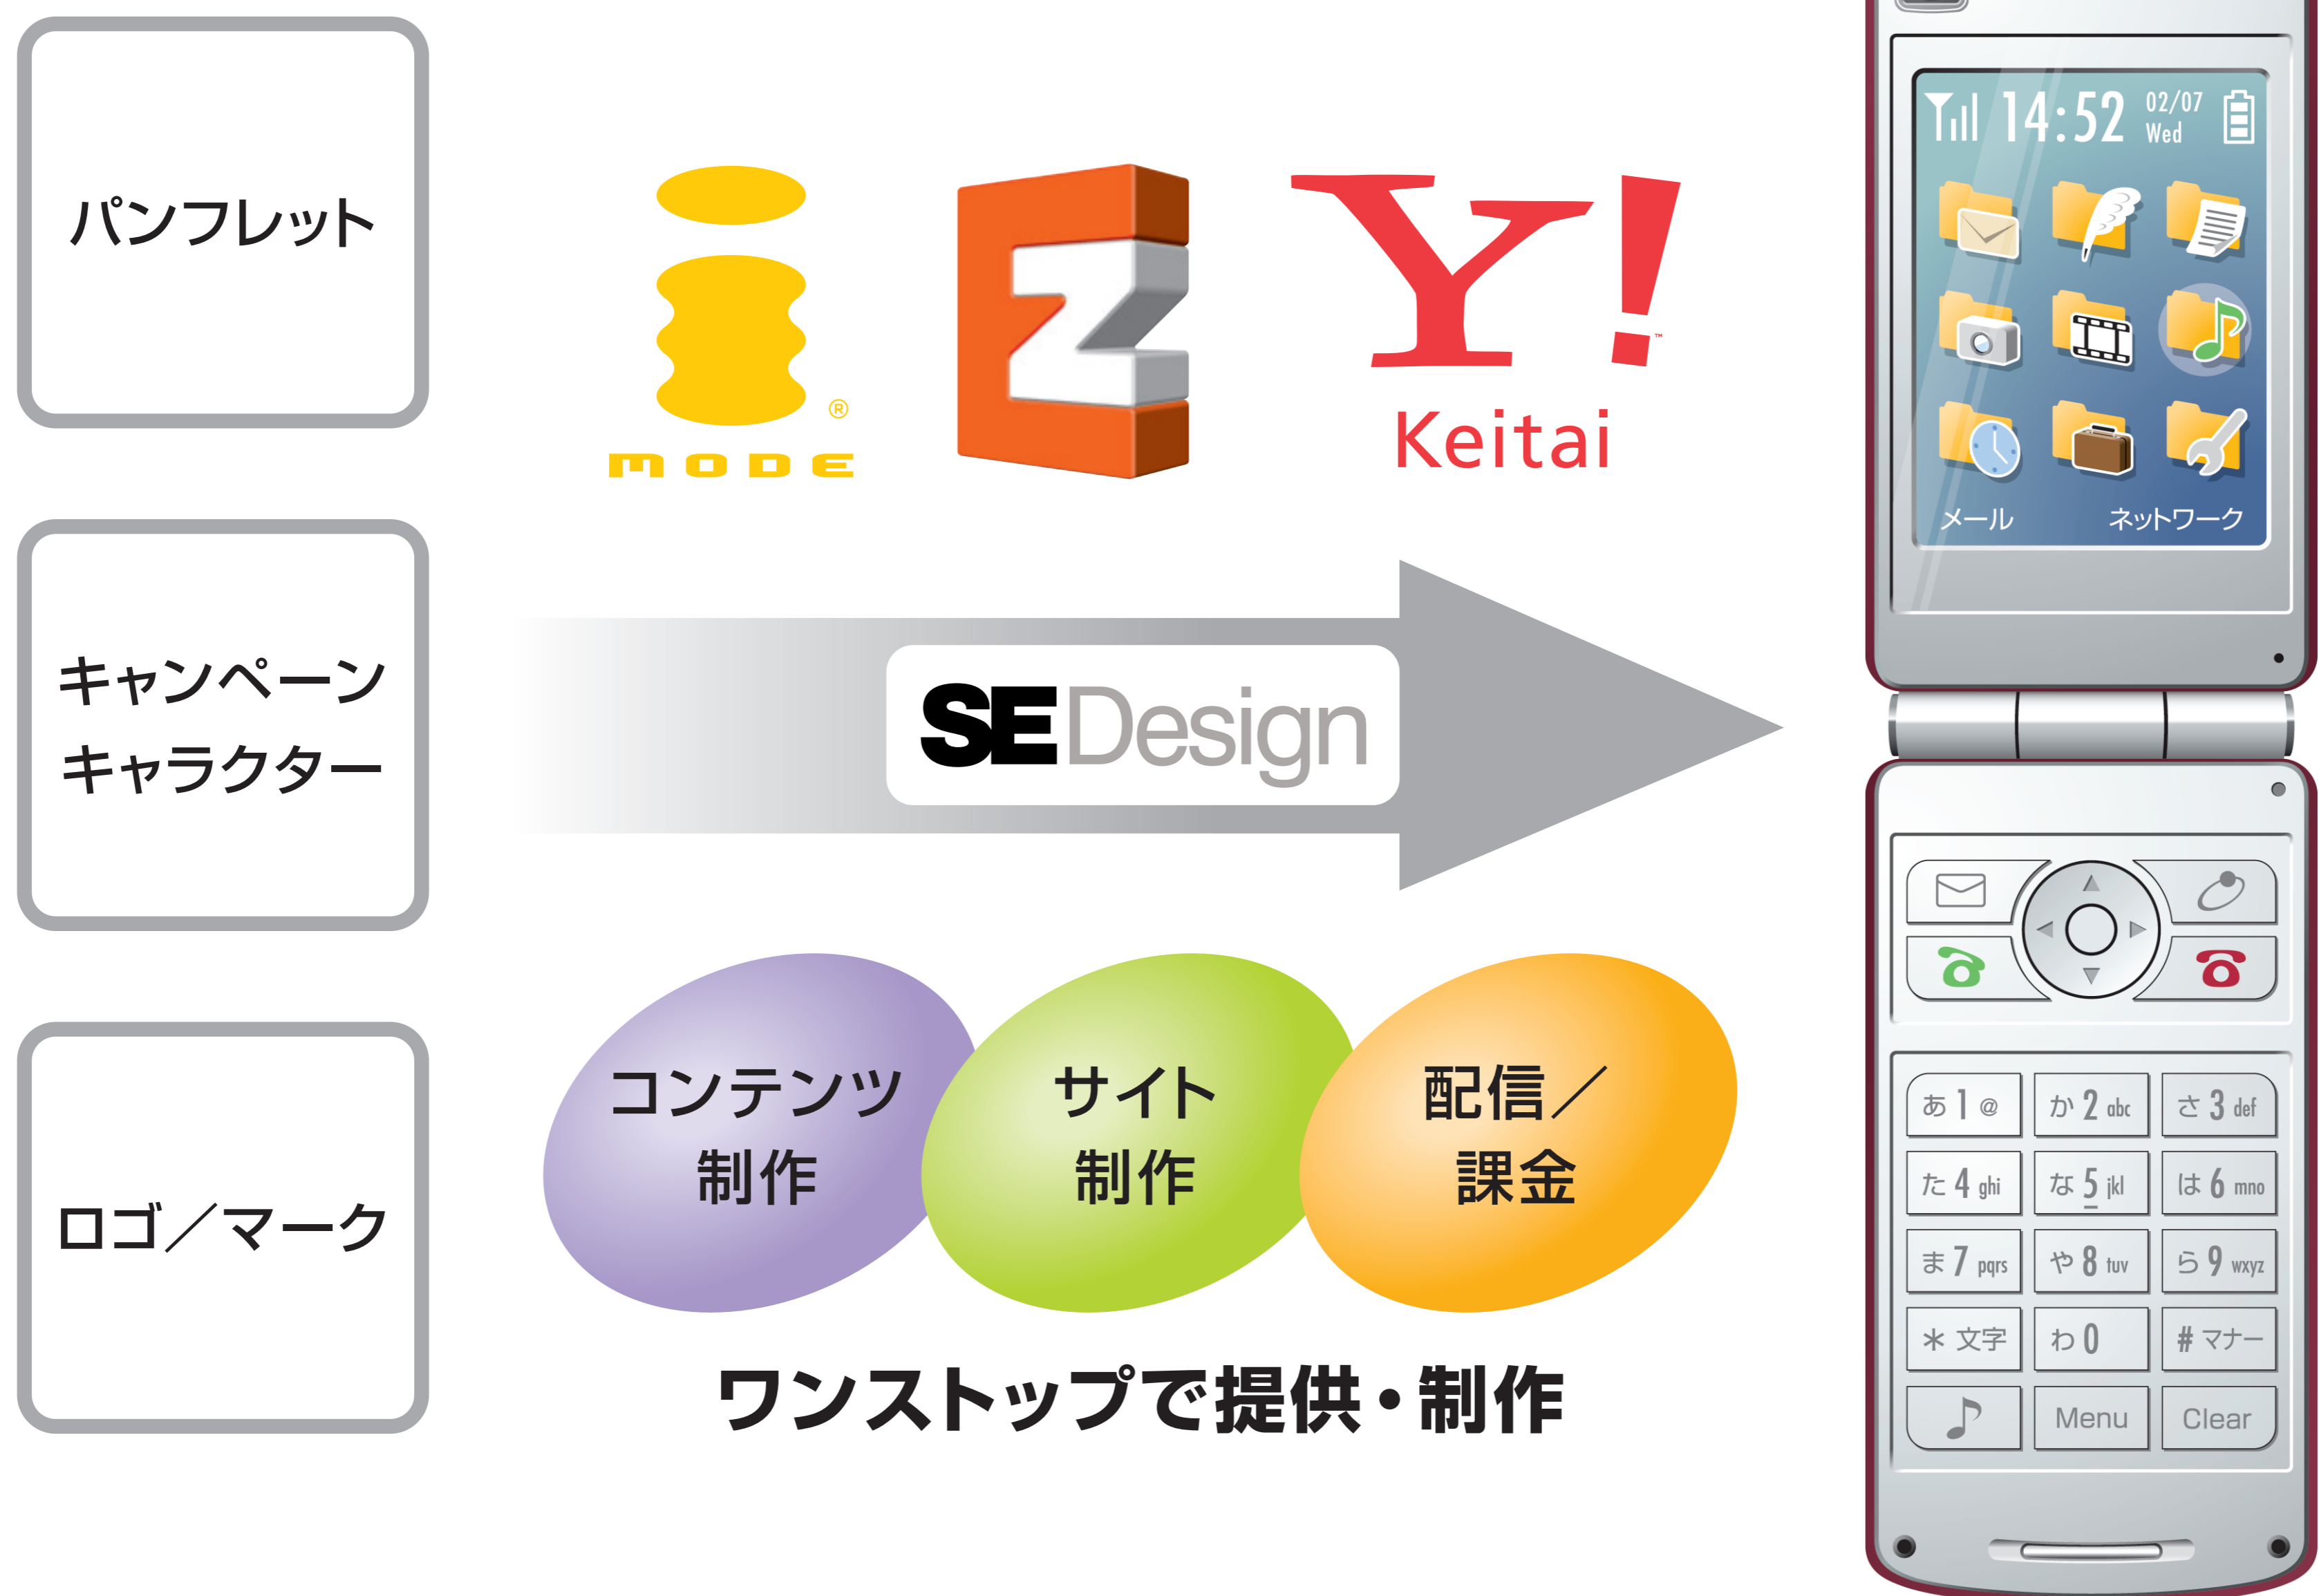 パンフレット
キャンペーン
キャラクター
ロゴ／マーク
i
®
MODE
EZ
Y!
™
Keitai
SEDesign
コンテンツ
制作
サイト
制作
配信／
課金
ワンストップで提供・制作
14:52
02/07
Wed
メール
ネットワーク
あ 1 @
か 2 abc
さ 3 def
た 4 ghi
な 5 jkl
は 6 mno
ま 7 pqrs
や 8 tuv
ら 9 wxyz
＊ 文字
わ 0
# マナー
Menu
Clear